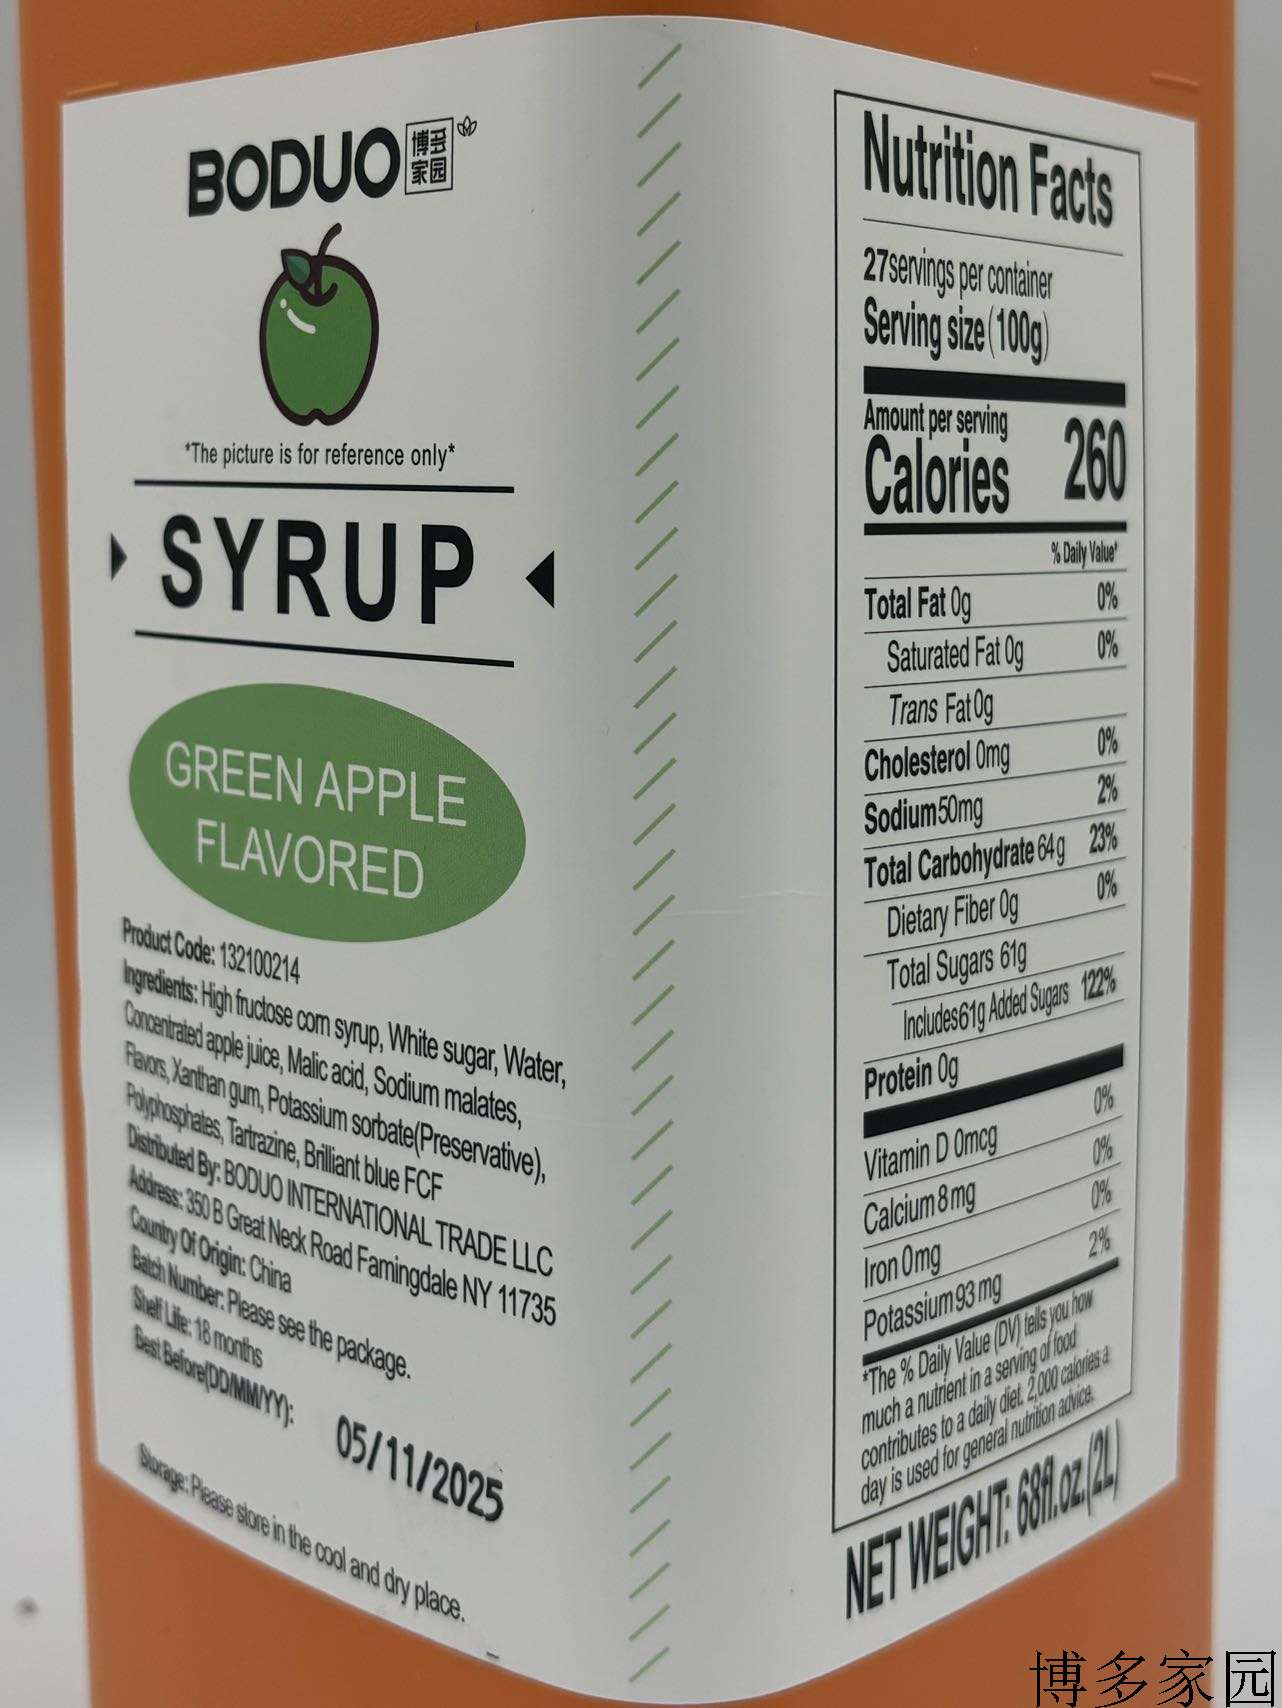 BODUO 博多家园
*The picture is for reference only*
SYRUP
GREEN APPLE
FLAVORED
Product Code: 132100214
Ingredients: High fructose corn syrup, White sugar, Water,
Concentrated apple juice, Malic acid, Sodium malates,
Flavors, Xanthan gum, Potassium sorbate(Preservative),
Polyphosphates, Tartrazine, Brilliant blue FCF
Distributed By: BODUO INTERNATIONAL TRADE LLC
Address: 350 B Great Neck Road Famingdale NY 11735
Country Of Origin: China
Batch Number: Please see the package.
Shelf Life: 18 months
Best Before(DD/MM/YY):
05/11/2025
Storage: Please store in the cool and dry place.
Nutrition Facts
27servings per container
Serving size(100g)
Amount per serving
Calories 260
% Daily Value*
Total Fat 0g 0%
Saturated Fat 0g 0%
Trans Fat 0g
Cholesterol 0mg 0%
Sodium50mg 2%
Total Carbohydrate 64g 23%
Dietary Fiber 0g 0%
Total Sugars 61g
Includes61g Added Sugars 122%
Protein 0g
Vitamin D 0mcg 0%
Calcium8mg 0%
Iron 0mg 0%
Potassium93mg 2%
*The % Daily Value (DV) tells you how
much a nutrient in a serving of food
contributes to a daily diet. 2,000 calories a
day is used for general nutrition advice.
NET WEIGHT: 68fl.oz.(2L)
博多家园